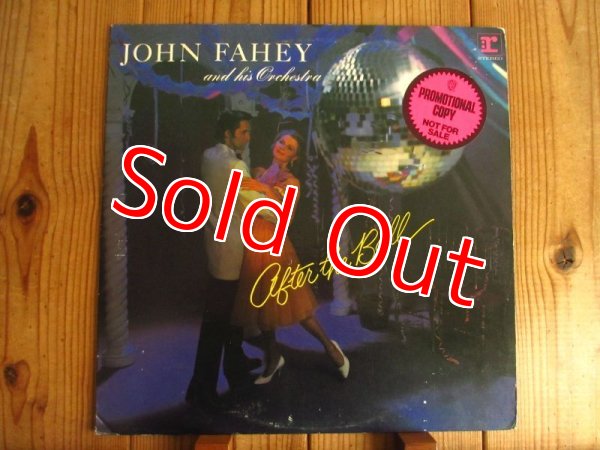 JOHN FAHEY
and his Orchestra
r
STEREO
W
PROMOTIONAL
COPY
NOT FOR
SALE
After the Ball
Sold Out